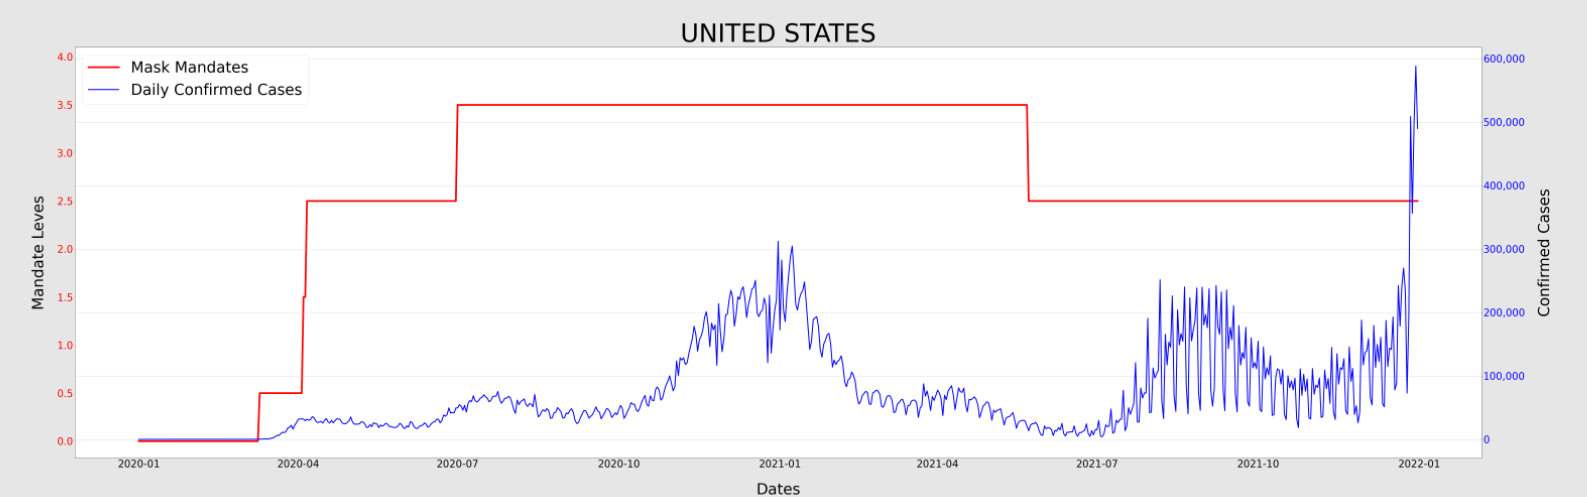 UNITED STATES
Mask Mandates
Daily Confirmed Cases
4.0
3.5
3.0
2.5
2.0
1.5
1.0
0.5
0.0
Mandate Leves
600,000
500,000
400,000
300,000
200,000
100,000
0
Confirmed Cases
2020-01 2020-04 2020-07 2020-10 2021-01 2021-04 2021-07 2021-10 2022-01
Dates